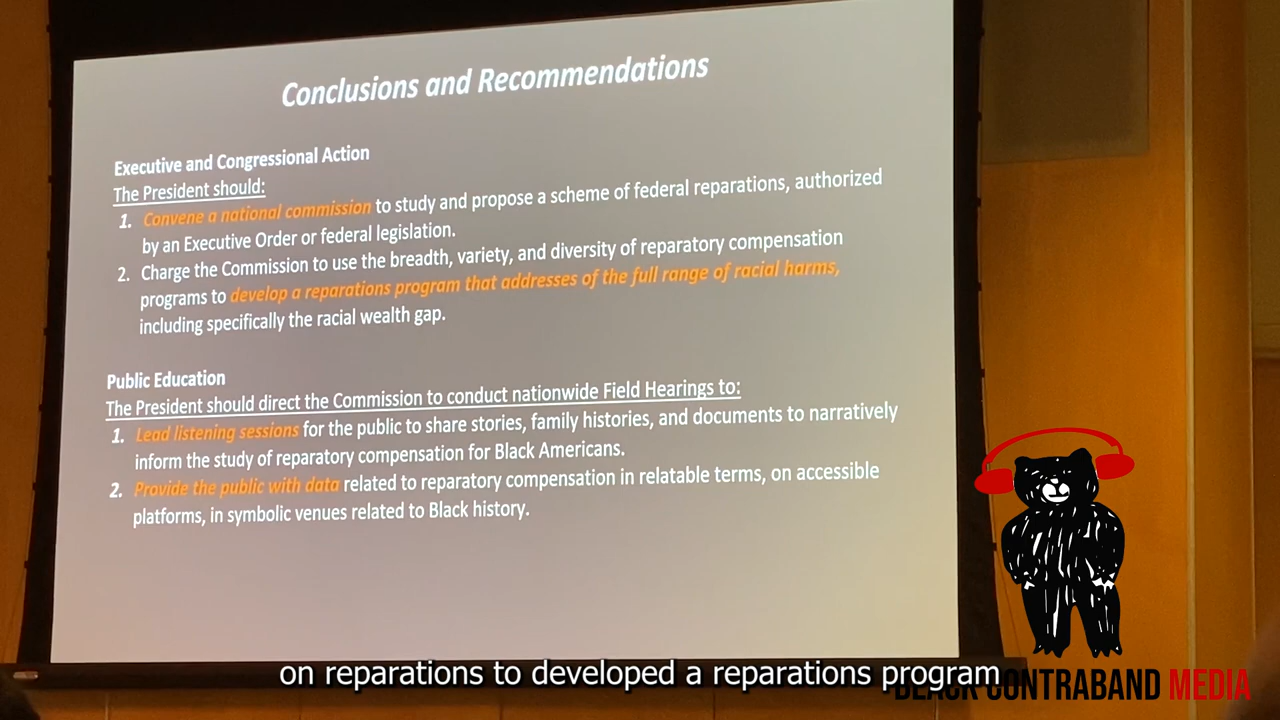 Conclusions and Recommendations
Executive and Congressional Action
The President should:
1. Convene a national commission to study and propose a scheme of federal reparations, authorized
by an Executive Order or federal legislation.
2. Charge the Commission to use the breadth, variety, and diversity of reparatory compensation
programs to develop a reparations program that addresses of the full range of racial harms,
including specifically the racial wealth gap.
Public Education
The President should direct the Commission to conduct nationwide Field Hearings to:
1. Lead listening sessions for the public to share stories, family histories, and documents to narratively
inform the study of reparatory compensation for Black Americans.
2. Provide the public with data related to reparatory compensation in relatable terms, on accessible
platforms, in symbolic venues related to Black history.
on reparations to developed a reparations program
BLACK CONTRABAND MEDIA